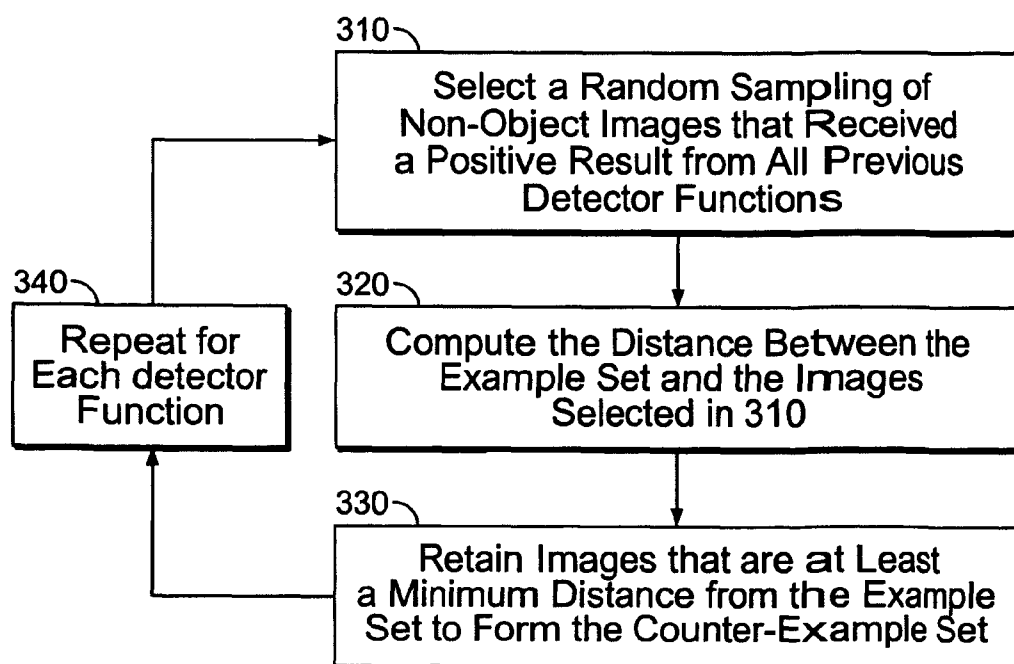 310
Select a Random Sampling of
Non-Object Images that Received
a Positive Result from All Previous
Detector Functions
320
Compute the Distance Between the
Example Set and the Images
Selected in 310
330
Retain Images that are at Least
a Minimum Distance from the Example
Set to Form the Counter-Example Set
340
Repeat for
Each detector
Function